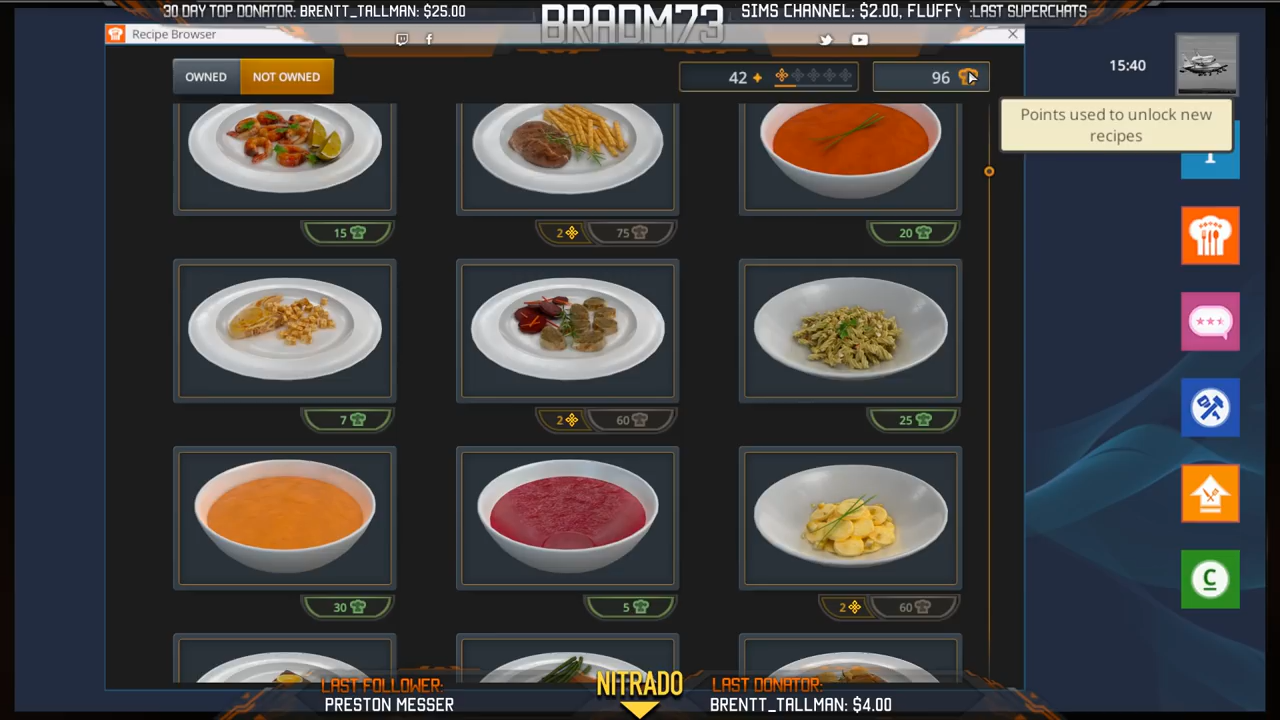 30 DAY TOP DONATOR: BRENTT_TALLMAN: $25.00
BRADM73
SIMS CHANNEL: $2.00, FLUFFY
:LAST SUPERCHATS
Recipe Browser
OWNED
NOT OWNED
42
96
15:40
Points used to unlock new
recipes
15
2
75
20
7
2
60
25
30
5
2
60
LAST FOLLOWER:
PRESTON MESSER
NITRADO
LAST DONATOR:
BRENTT_TALLMAN: $4.00